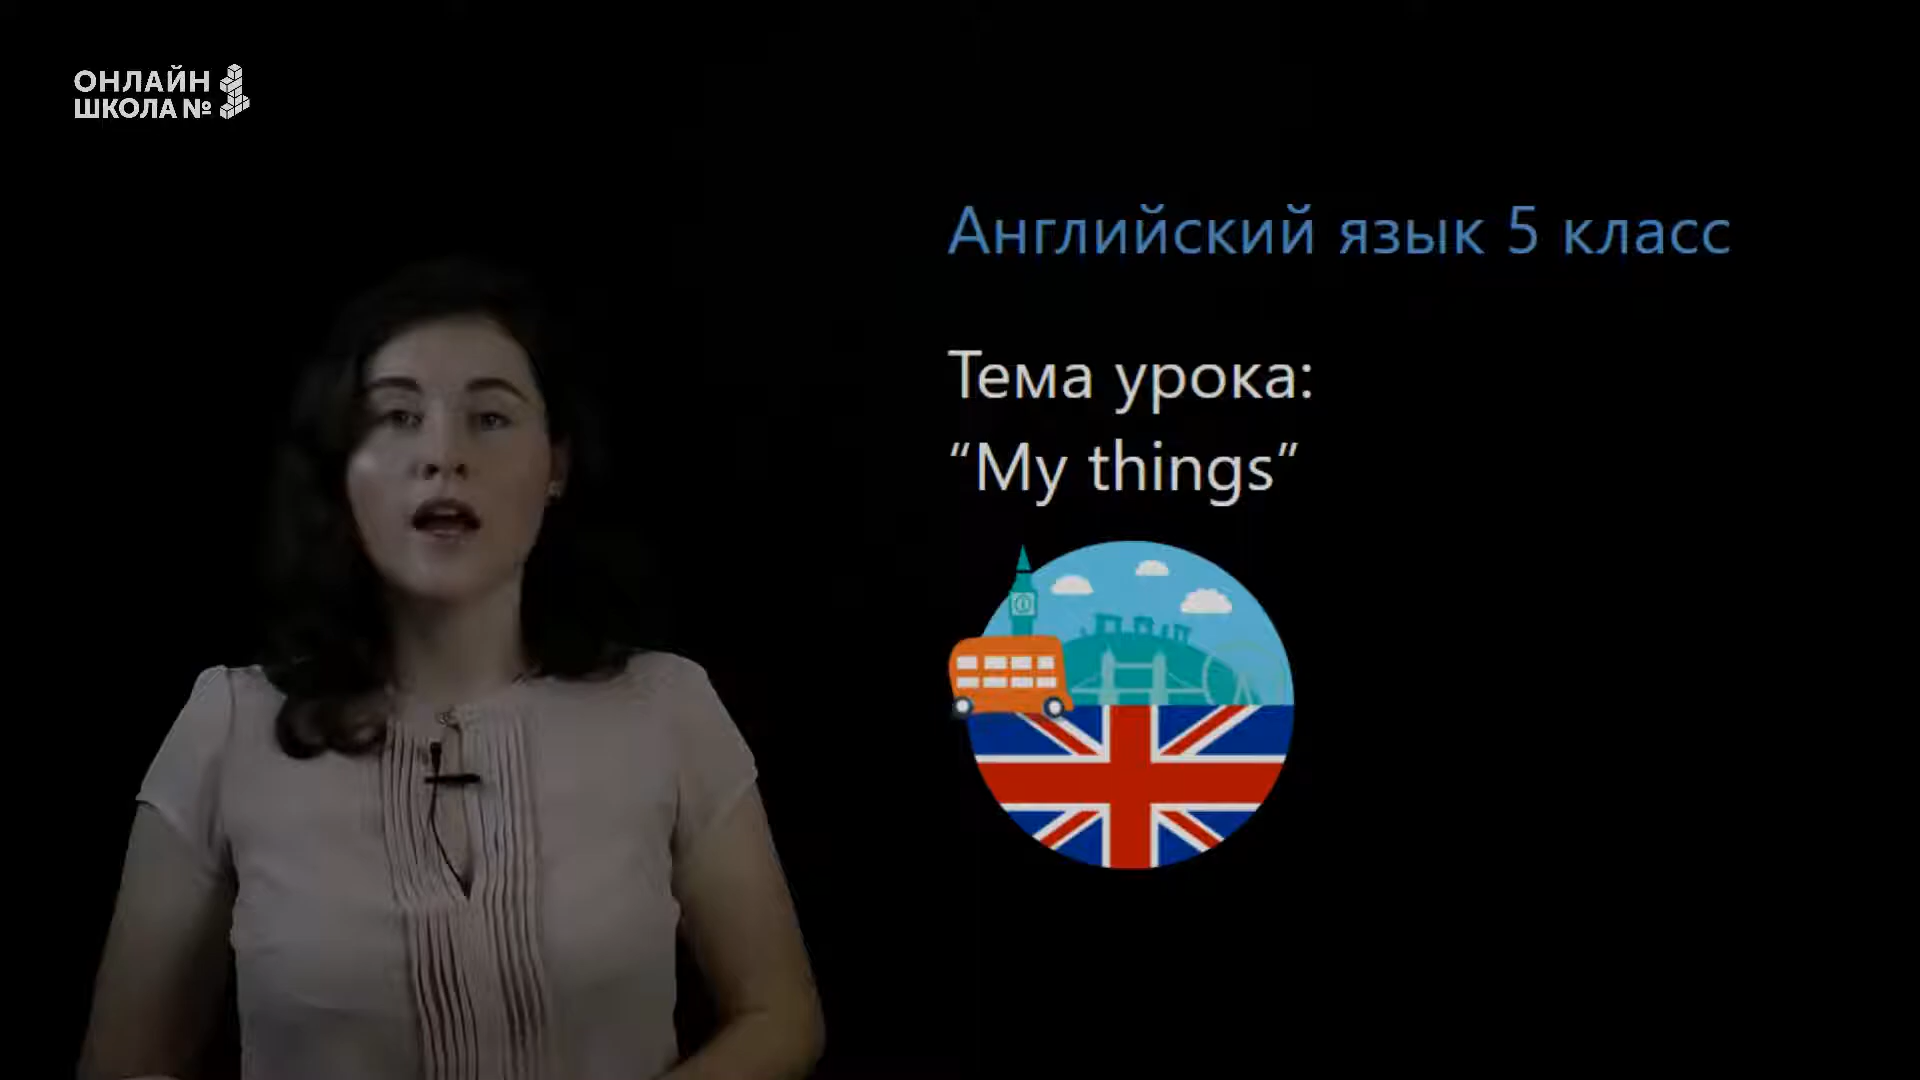 ОНЛАЙН
ШКОЛА №
Английский язык 5 класс
Тема урока:
“My things”